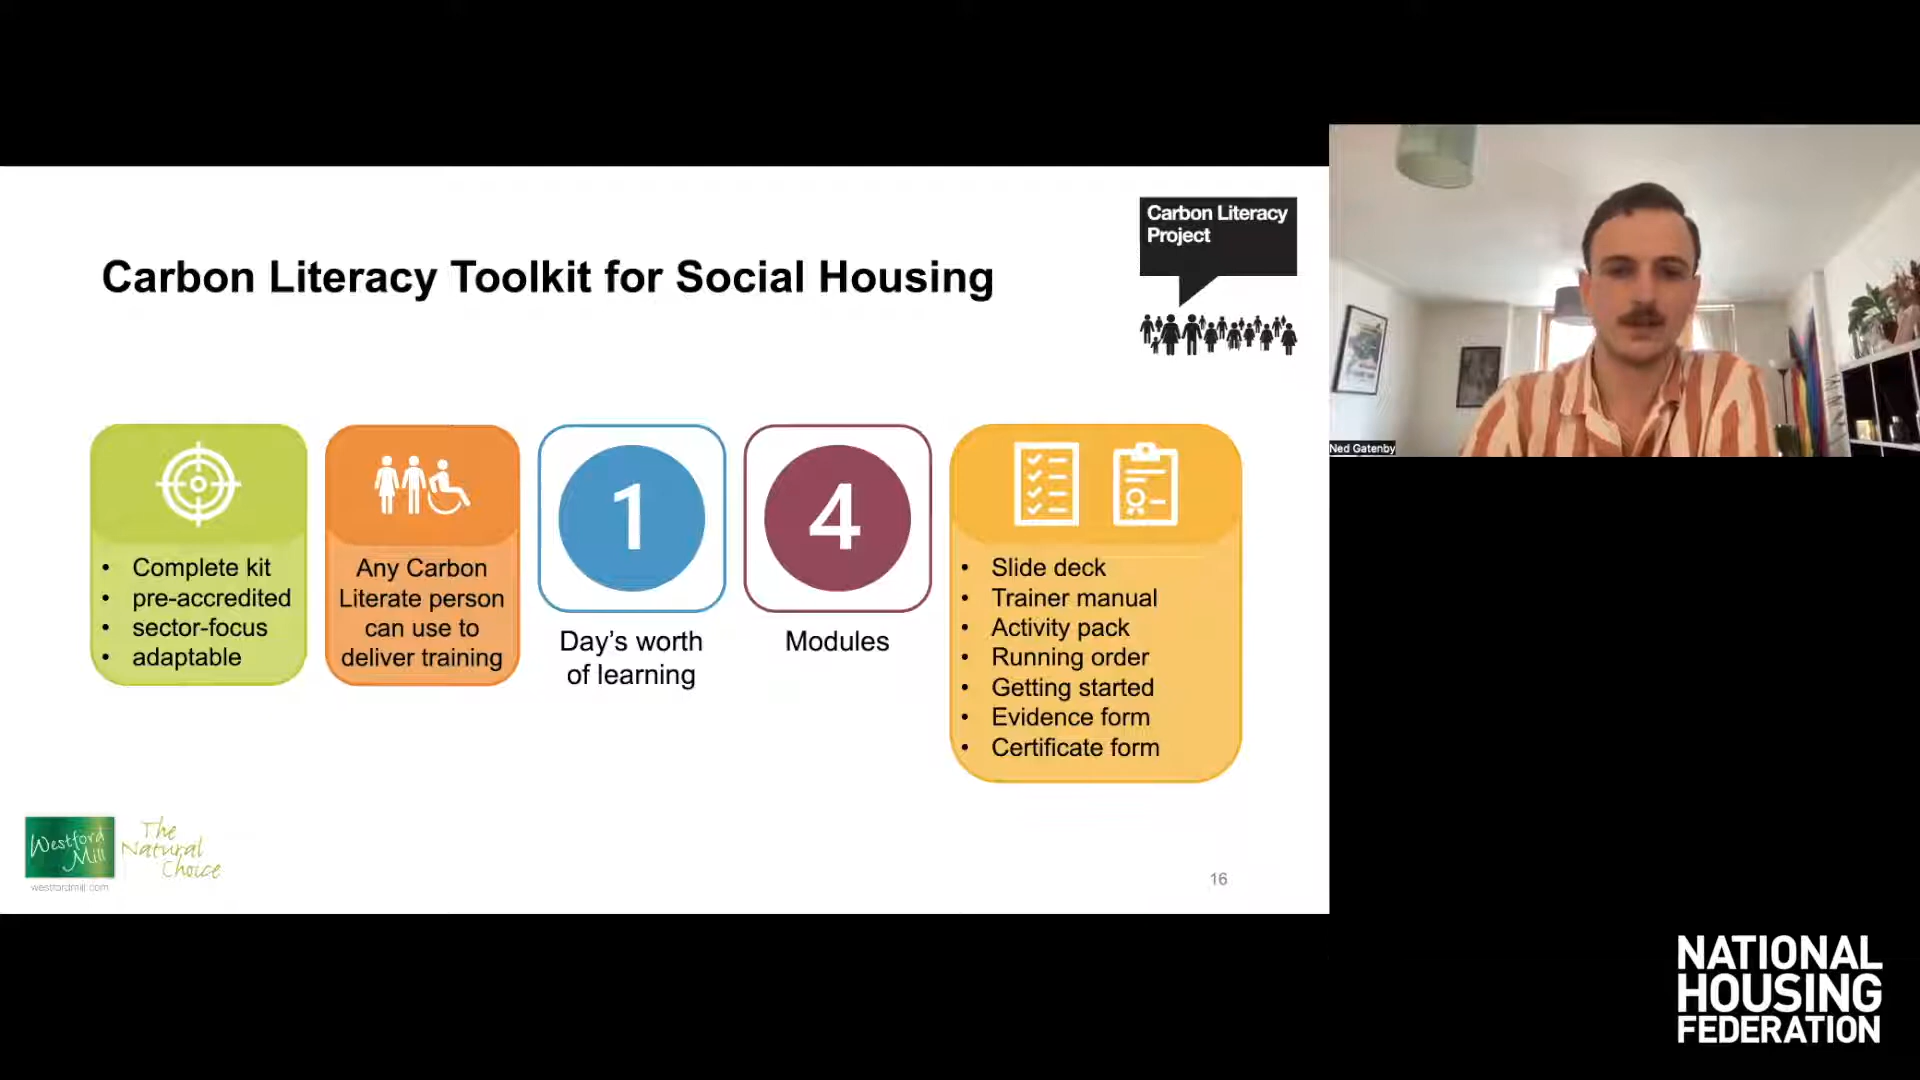 Carbon Literacy
Project
Carbon Literacy Toolkit for Social Housing
• Complete kit
• pre-accredited
• sector-focus
• adaptable
Any Carbon
Literate person
can use to
deliver training
1
Day's worth
of learning
4
Modules
• Slide deck
• Trainer manual
• Activity pack
• Running order
• Getting started
• Evidence form
• Certificate form
Westford
Mill
The
Natural
Choice
westfordmill.com
16
Ned Gatenby
NATIONAL
HOUSING
FEDERATION